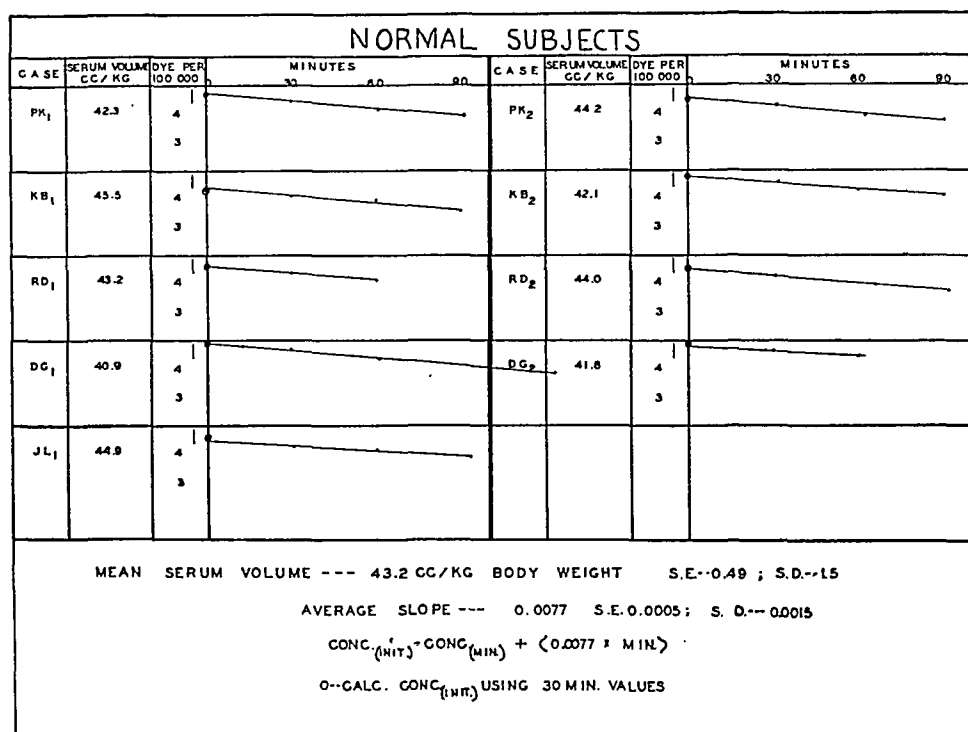 NORMAL SUBJECTS
CASE SERUM VOLUME CC/KG DYE PER 100 000 MINUTES 0 30 60 90 CASE SERUM VOLUME CC/KG DYE PER 100 000 MINUTES 0 30 60 90
PK1 42.3 4 3 PK2 44.2 4 3
KB1 45.5 4 3 KB2 42.1 4 3
RD1 43.2 4 3 RD2 44.0 4 3
DG1 40.9 4 3 DG2 41.8 4 3
JL1 44.9 4 3
MEAN SERUM VOLUME --- 43.2 CC/KG BODY WEIGHT S.E.--0.49 ; S.D.--1.5
AVERAGE SLOPE --- 0.0077 S.E. 0.0005; S. D.--- 0.0015
CONC.(INIT.) = CONC(MIN.) + (0.0077 x MIN.)
O--CALC. CONC(INIT.) USING 30 MIN. VALUES